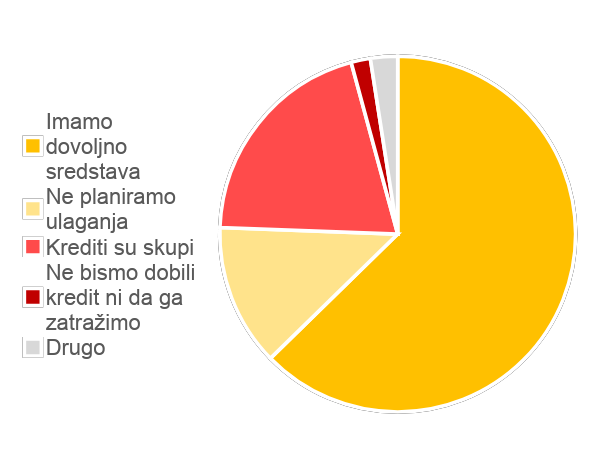 Imamo
dovoljno
sredstava
Ne planiramo
ulaganja
Krediti su skupi
Ne bismo dobili
kredit ni da ga
zatražimo
Drugo